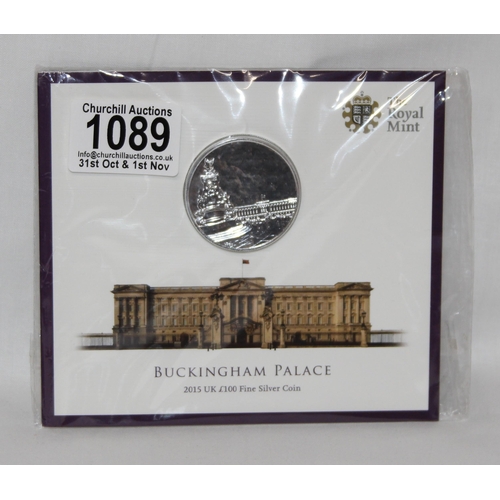 Churchill Auctions
1089
Info@churchillauctions.co.uk
31st Oct & 1st Nov
The
Royal
Mint
BUCKINGHAM PALACE
2015 UK £100 Fine Silver Coin